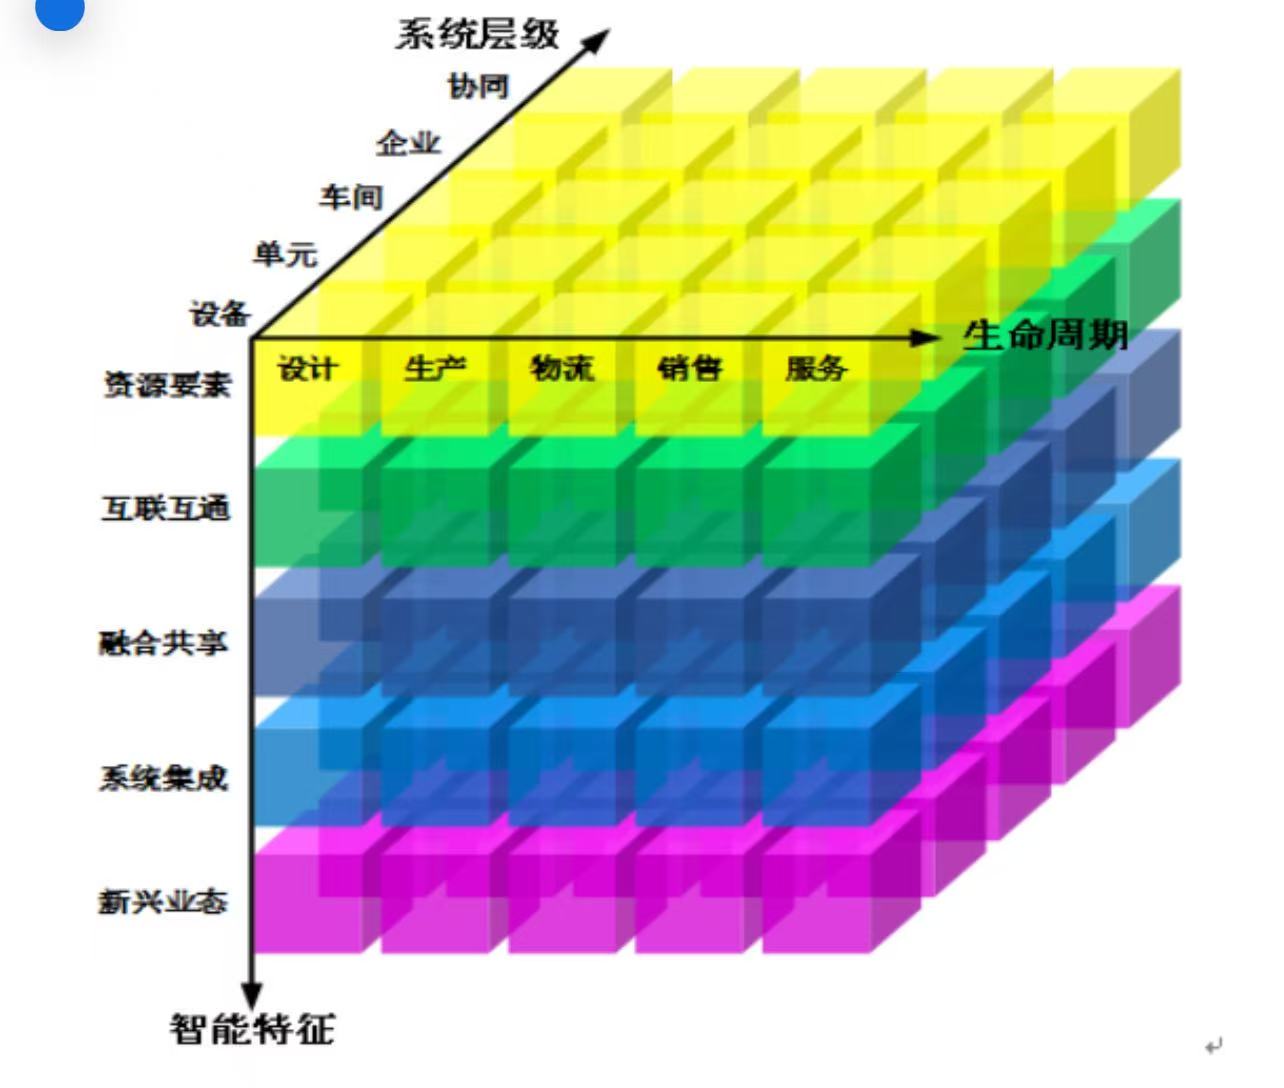 系统层级
协同
企业
车间
单元
设备
生命周期
设计 生产 物流 销售 服务
资源要素
互联互通
融合共享
系统集成
新兴业态
智能特征